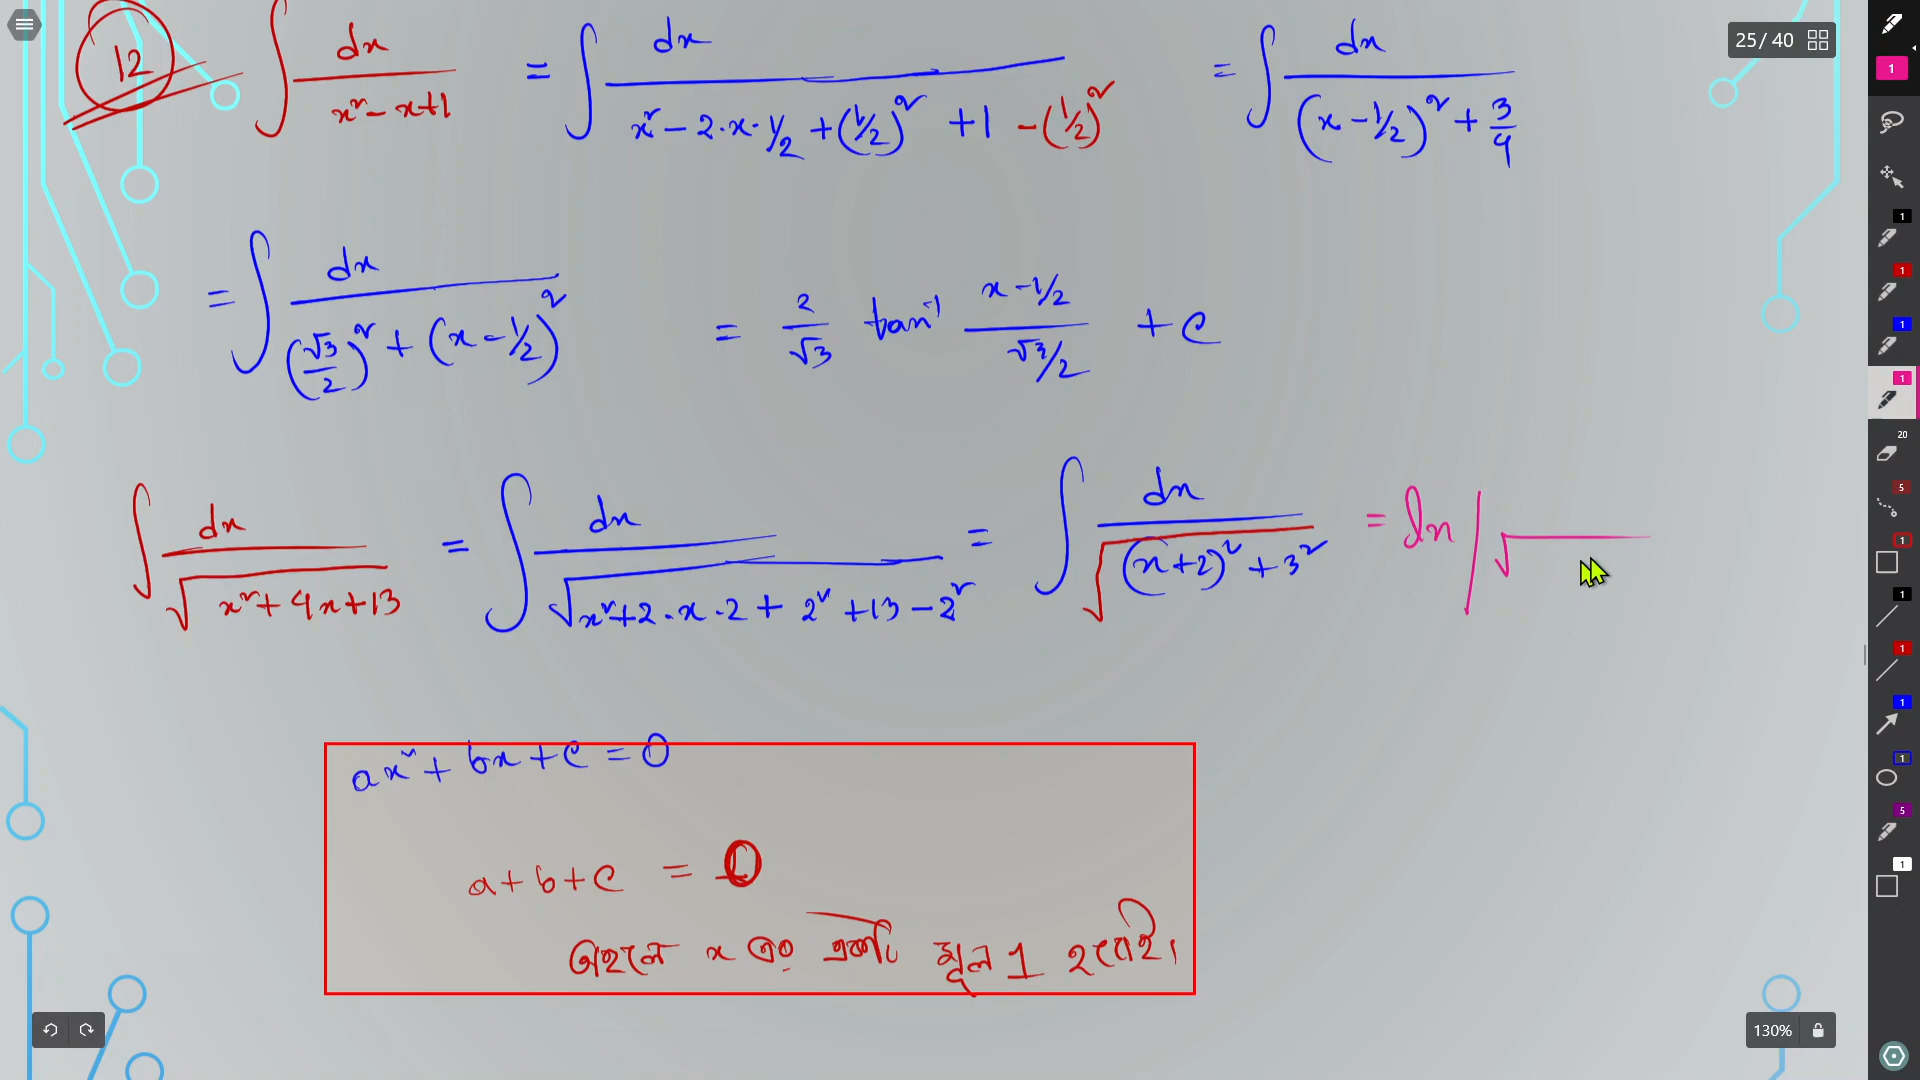 25/ 40
12 ∫ dx / (x² - x+1) = ∫ dx / (x² - 2·x·1/2 + (1/2)² + 1 - (1/2)²) = ∫ dx / ((x - 1/2)² + 3/4)
= ∫ dx / ((√3/2)² + (x - 1/2)²) = 2/√3 tan⁻¹ (x - 1/2)/(√3/2) + c
∫ dx / √(x² + 4x + 13) = ∫ dx / √(x² + 2·x·2 + 2² + 13 - 2²) = ∫ dx / √((x+2)² + 3²) = ln | √
ax² + bx + c = 0
a + b + c = 0
তাহলে x এর একটি মূল 1 হবেই।
130%